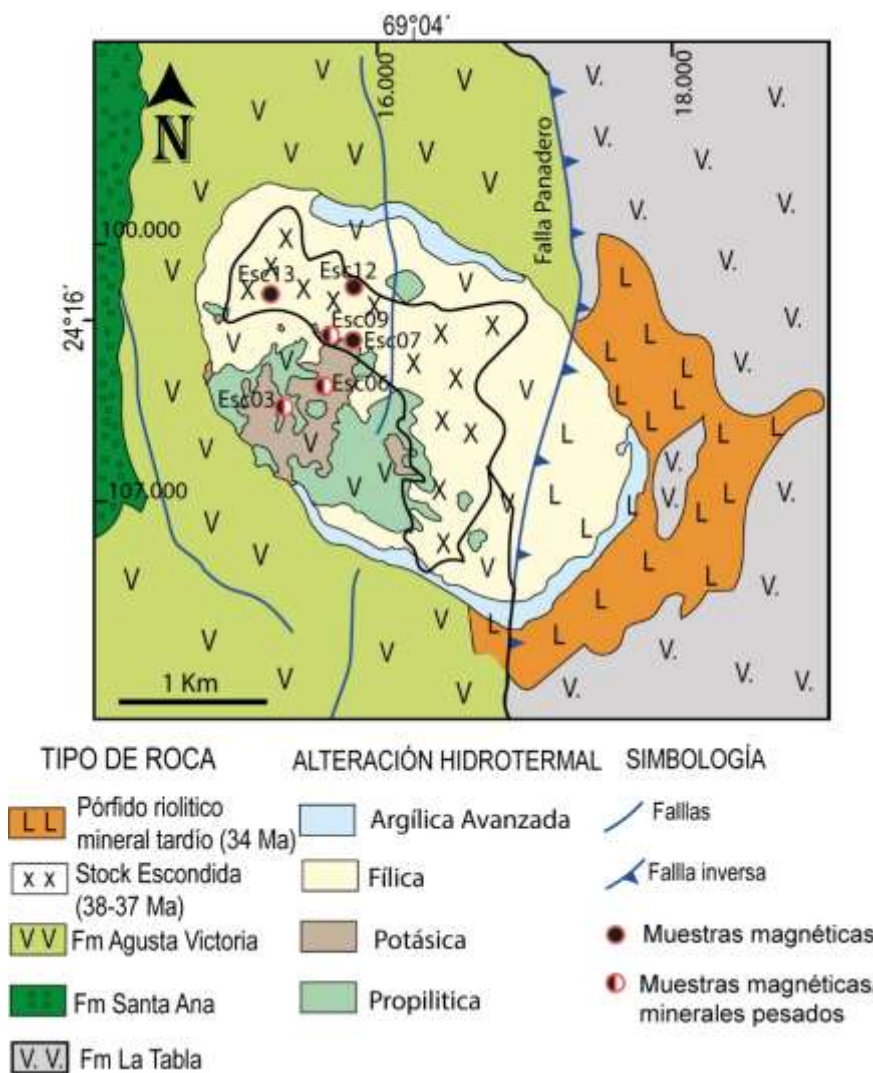 69°04´
16.000
18.000
N
Falla Panadero
100.000
24°16´
107.000
Esc13
Esc12
Esc09
Esc07
Esc06
Esc03
1 Km
TIPO DE ROCA
L L Pórfido riolitico
mineral tardío (34 Ma)
x x Stock Escondida
(38-37 Ma)
V V Fm Agusta Victoria
Fm Santa Ana
V. V. Fm La Tabla
ALTERACIÓN HIDROTERMAL
Argílica Avanzada
Fílica
Potásica
Propilitica
SIMBOLOGÍA
Falllas
Fallla inversa
Muestras magnéticas
Muestras magnéticas
minerales pesados